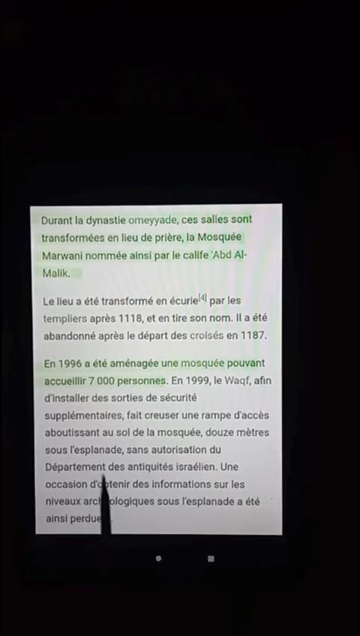 Durant la dynastie omeyyade, ces salles sont
transformées en lieu de prière, la Mosquée
Marwani nommée ainsi par le calife 'Abd Al-
Malik.
Le lieu a été transformé en écurie[4] par les
templiers après 1118, et en tire son nom. Il a été
abandonné après le départ des croisés en 1187.
En 1996 a été aménagée une mosquée pouvant
accueillir 7 000 personnes. En 1999, le Waqf, afin
d'installer des sorties de sécurité
supplémentaires, fait creuser une rampe d'accès
aboutissant au sol de la mosquée, douze mètres
sous l'esplanade, sans autorisation du
Département des antiquités israélien. Une
occasion d'obtenir des informations sur les
niveaux archéologiques sous l'esplanade a été
ainsi perdue